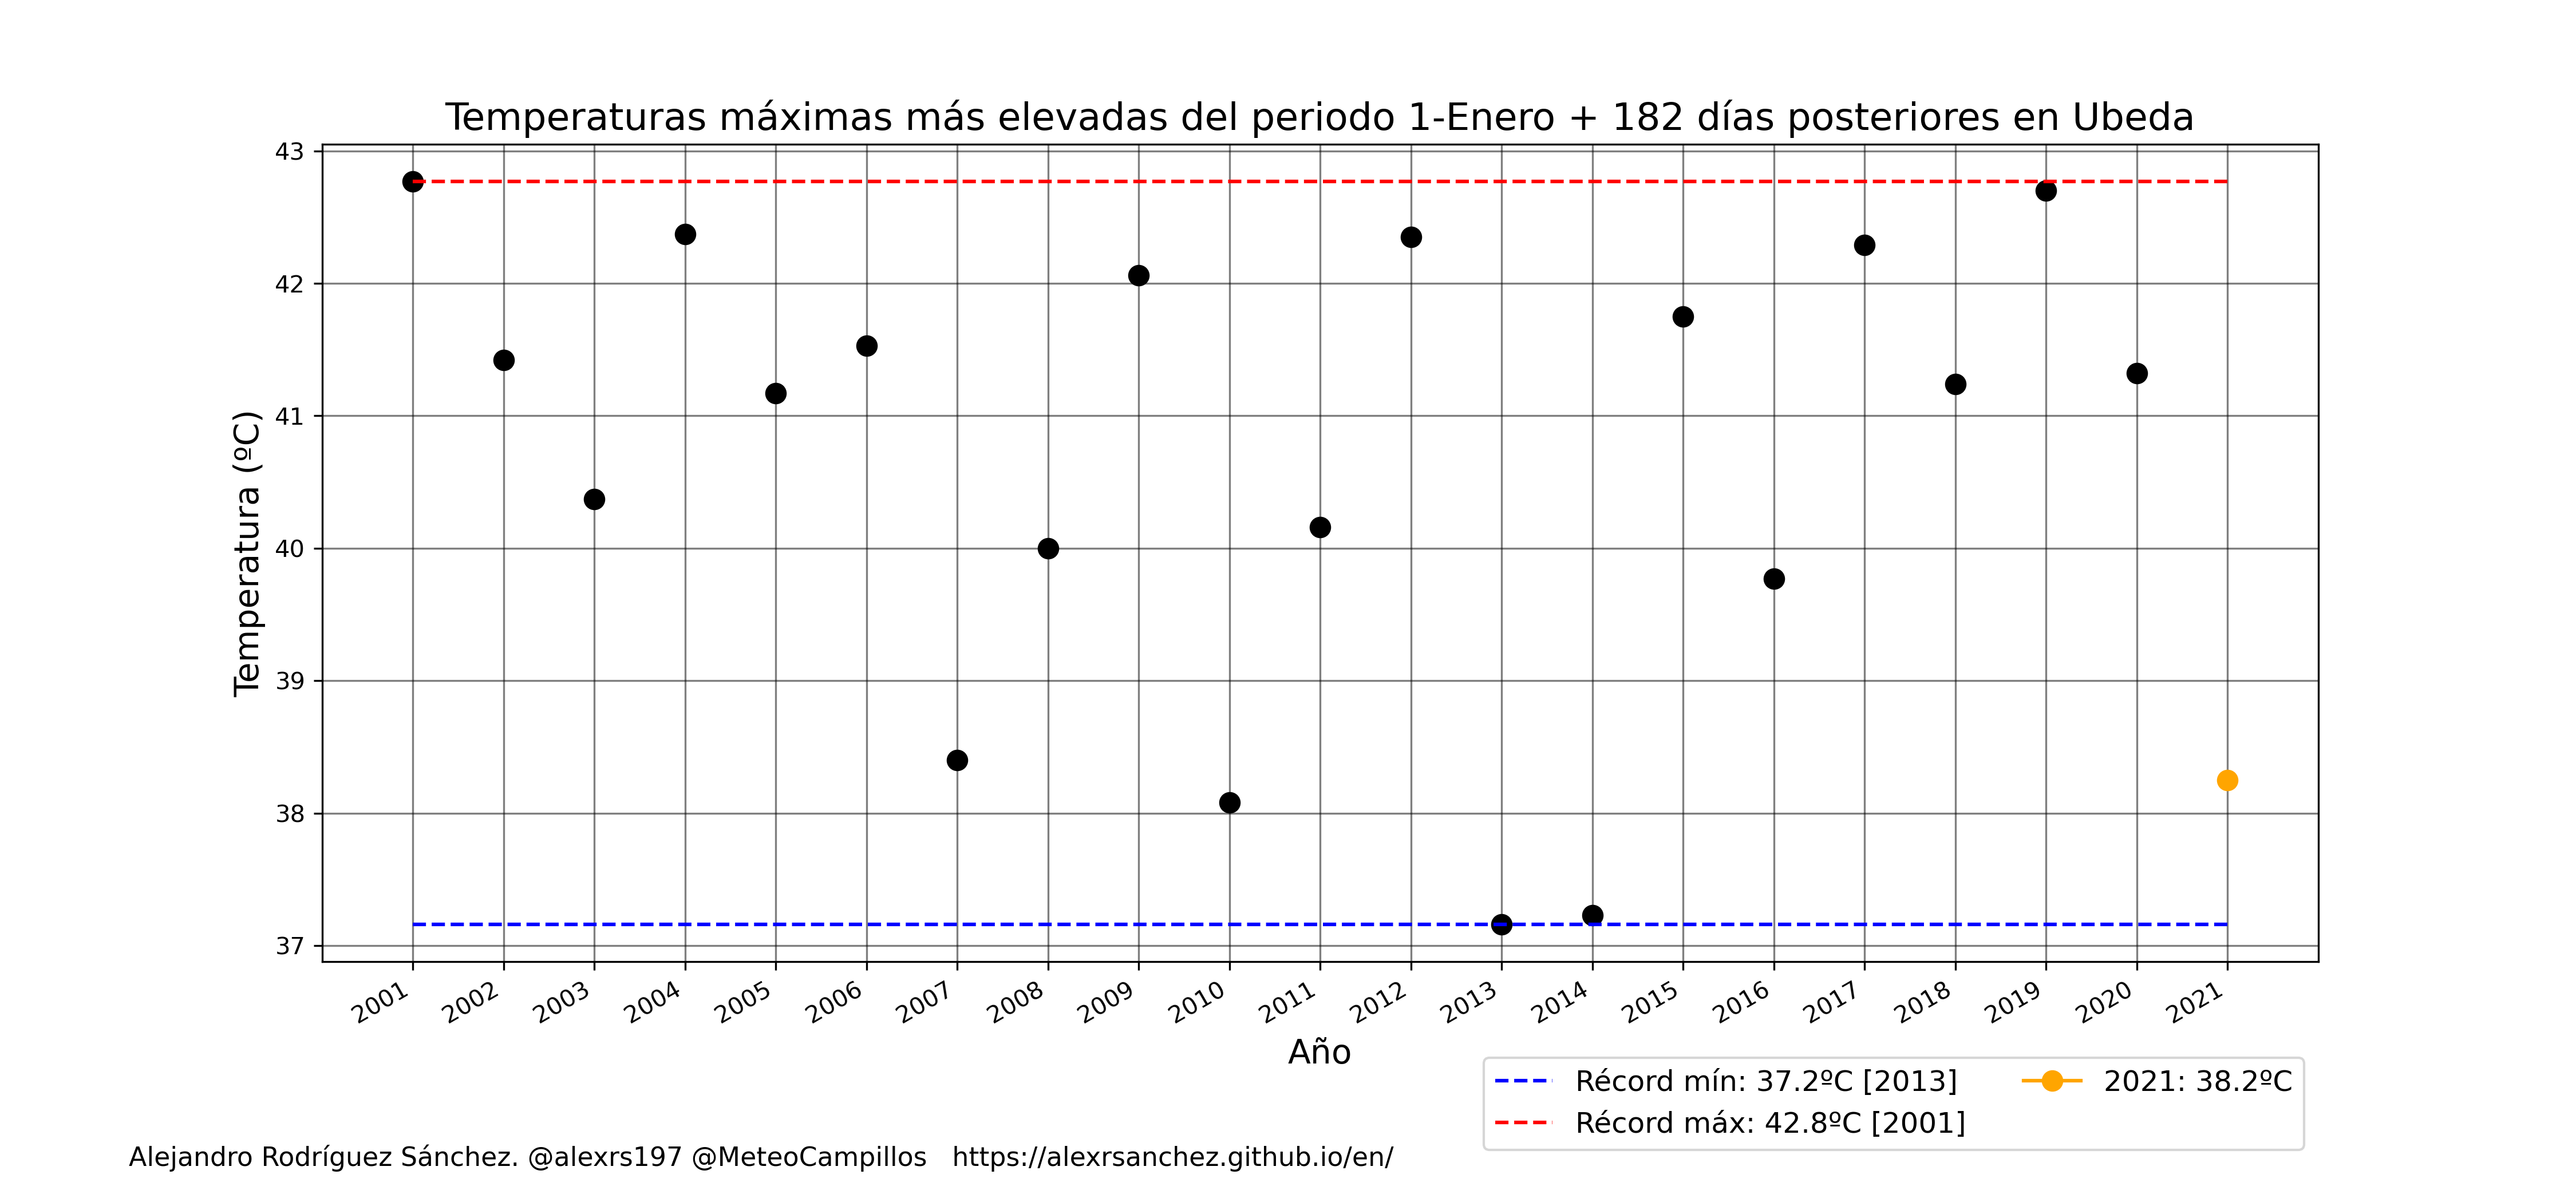 Temperaturas máximas más elevadas del periodo 1-Enero + 182 días posteriores en Ubeda
43
42
41
40
39
38
37
Temperatura (ºC)
2001 2002 2003 2004 2005 2006 2007 2008 2009 2010 2011 2012 2013 2014 2015 2016 2017 2018 2019 2020 2021
Año
Récord mín: 37.2ºC [2013] 2021: 38.2ºC
Récord máx: 42.8ºC [2001]
Alejandro Rodríguez Sánchez. @alexrs197 @MeteoCampillos https://alexrsanchez.github.io/en/